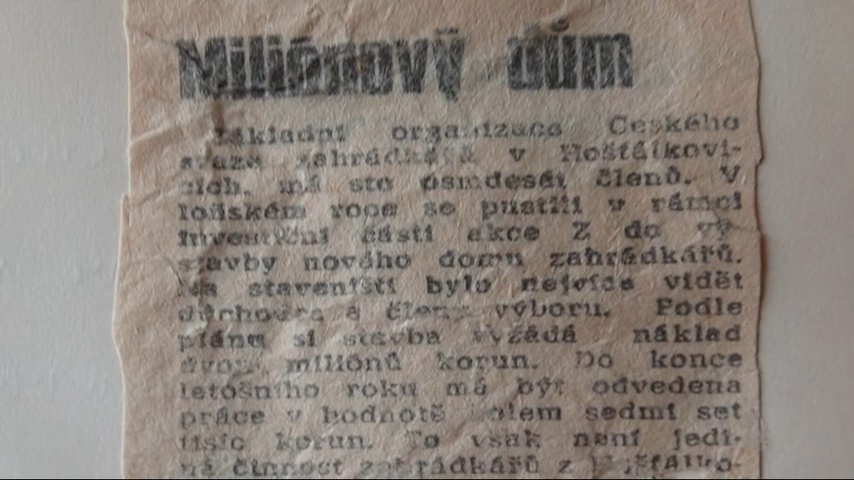 Miliónový dům
Základní organizace Českého
svazu zahrádkářů v Hošťálkovi-
cích, má sto osmdesát členů. V
loňském roce se pustili v rámci
investiční části akce Z do vý-
stavby nového domu zahrádkářů.
Na staveništi bylo nejvíce vidět
důchodce a členy výboru. Podle
plánu si stavba vyžádá náklad
dvou miliónů korun. Do konce
letošního roku má být odvedena
práce v hodnotě kolem sedmi set
tisíc korun. To však není jedi-
ná činnost zahrádkářů z Hošťálko-